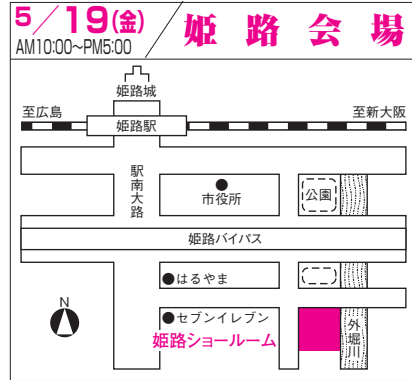 5／19(金)
AM10:00~PM5:00
姫路会場
姫路城
至広島
姫路駅
至新大阪
駅南大路
市役所
公園
姫路バイパス
はるやま
セブンイレブン
姫路ショールーム
外堀川
N